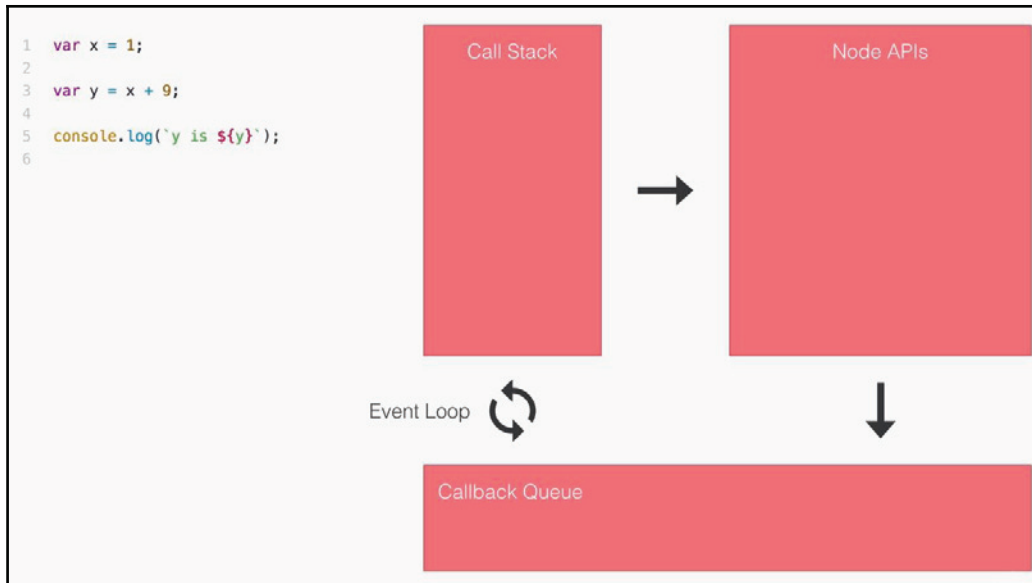 1 var x = 1;
2
3 var y = x + 9;
4
5 console.log(`y is ${y}`);
6
Call Stack
Node APIs
Event Loop
Callback Queue